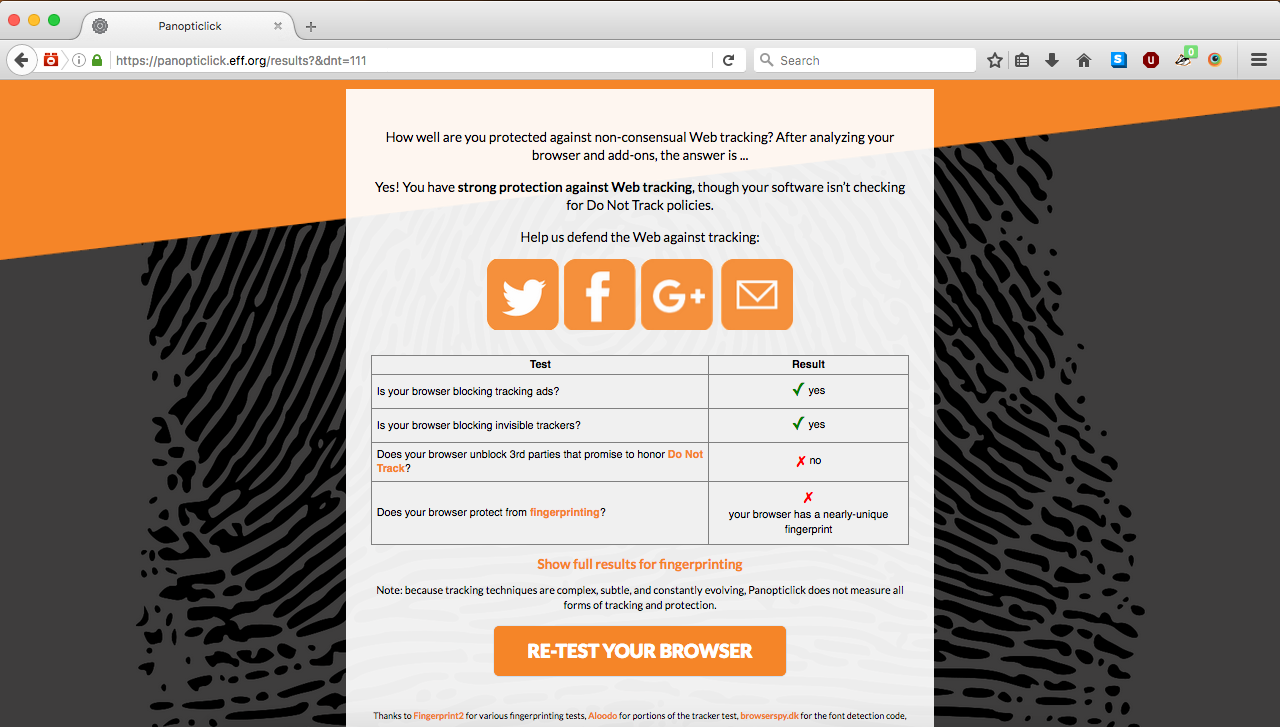 Panopticlick
https://panopticlick.eff.org/results?&dnt=111
Search
S
u
0
How well are you protected against non-consensual Web tracking? After analyzing your
browser and add-ons, the answer is ...
Yes! You have strong protection against Web tracking, though your software isn't checking
for Do Not Track policies.
Help us defend the Web against tracking:
f
G+
Test Result
Is your browser blocking tracking ads? ✓ yes
Is your browser blocking invisible trackers? ✓ yes
Does your browser unblock 3rd parties that promise to honor Do Not
Track? ✗ no
Does your browser protect from fingerprinting? ✗
your browser has a nearly-unique
fingerprint
Show full results for fingerprinting
Note: because tracking techniques are complex, subtle, and constantly evolving, Panopticlick does not measure all
forms of tracking and protection.
RE-TEST YOUR BROWSER
Thanks to Fingerprint2 for various fingerprinting tests, Aloodo for portions of the tracker test, browserspy.dk for the font detection code,